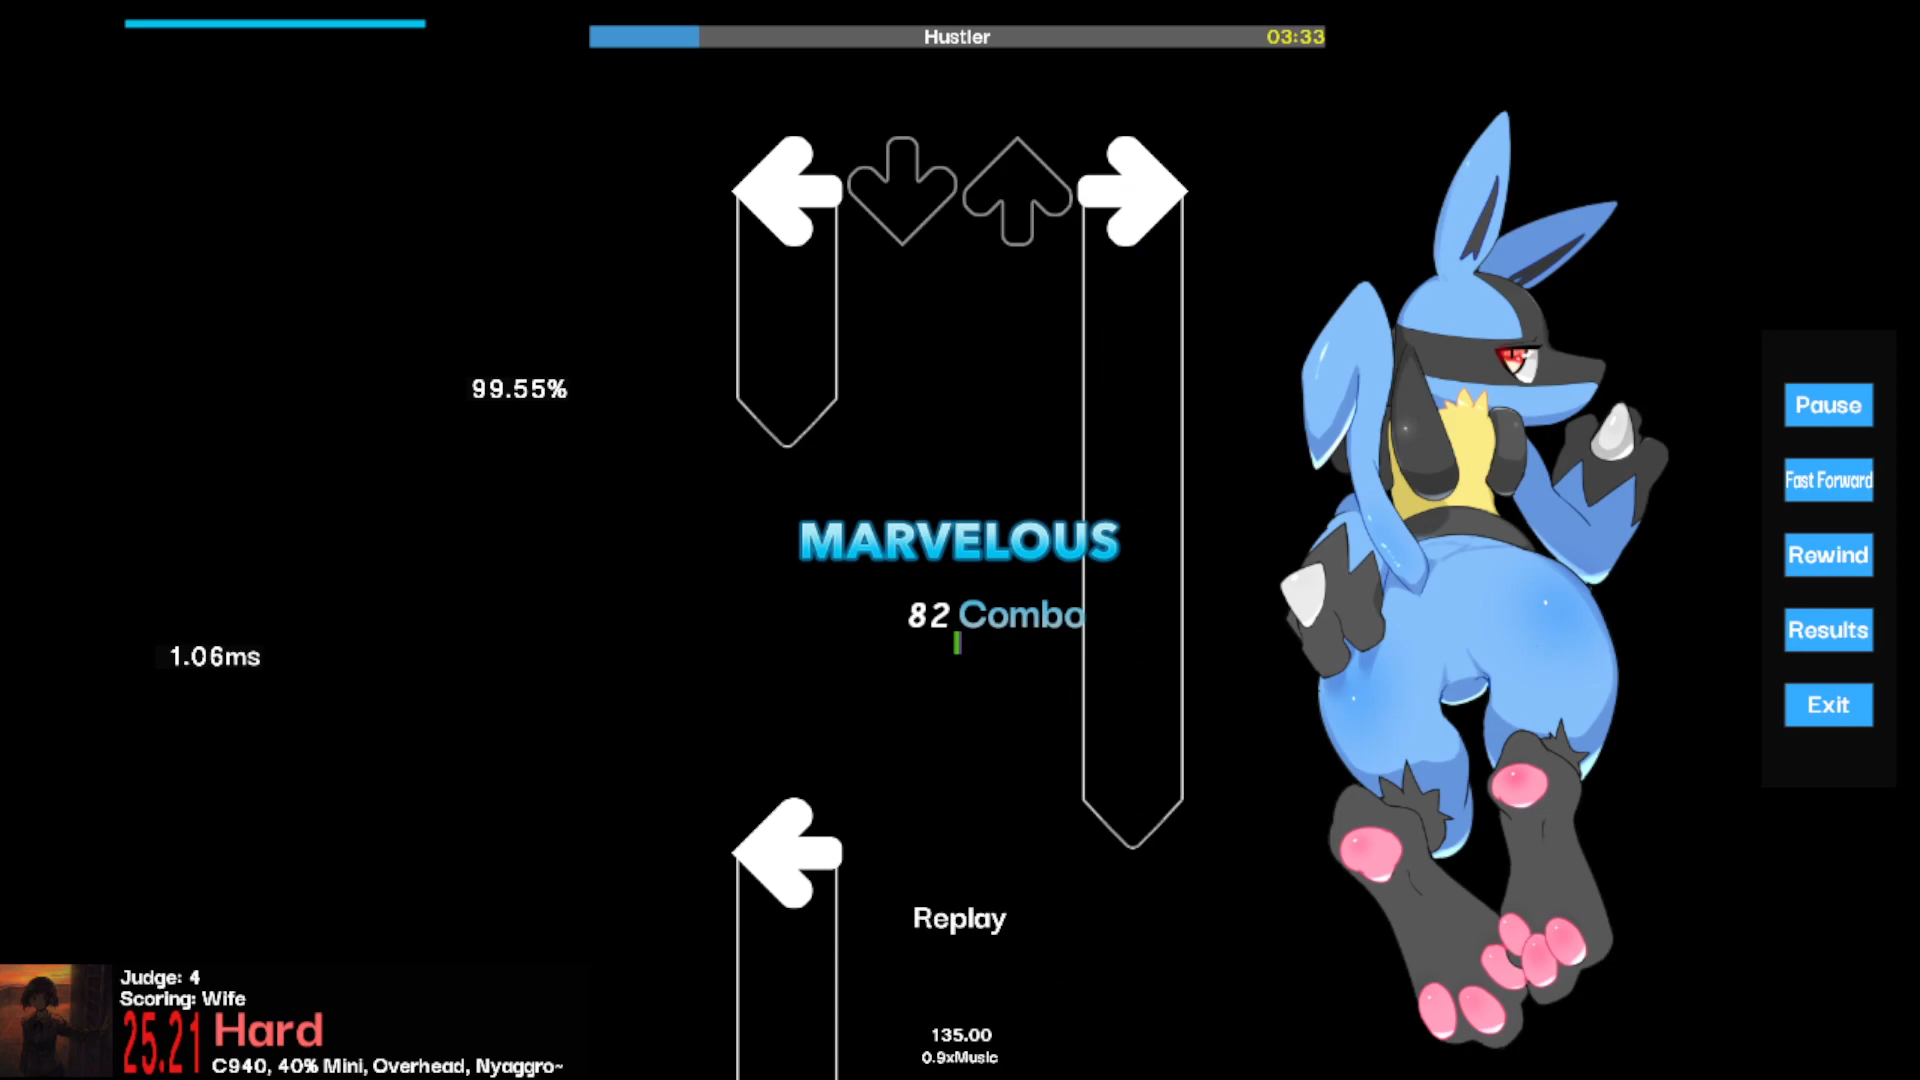 Hustler
03:33
99.55%
MARVELOUS
82 Combo
1.06ms
Pause
Fast Forward
Rewind
Results
Exit
Replay
Judge: 4
Scoring: Wife
25.21 Hard
C940, 40% Mini, Overhead, Nyaggro~
135.00
0.9xMusic